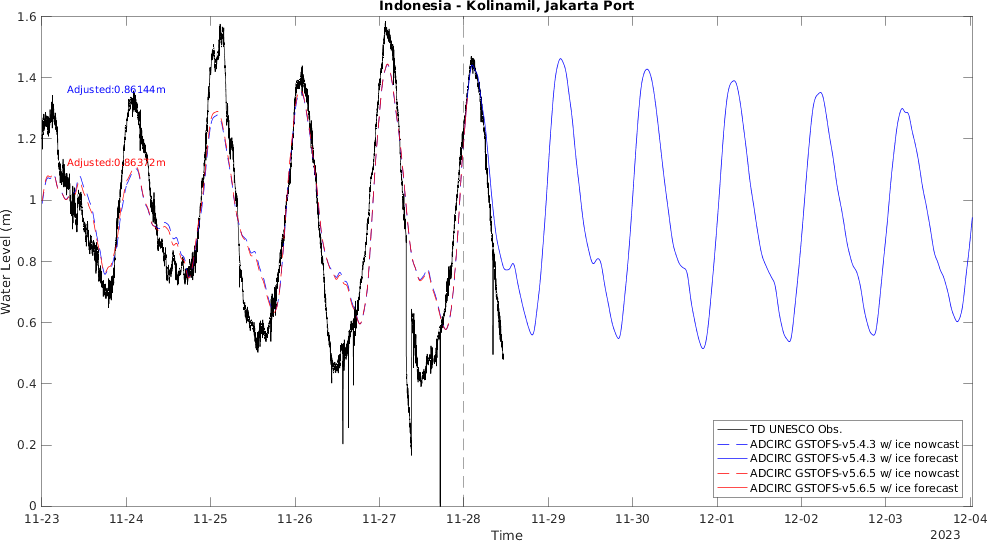 Indonesia - Kolinamil, Jakarta Port
1.6
1.4
1.2
1
0.8
0.6
0.4
0.2
0
Water Level (m)
Adjusted:0.86144m
Adjusted:0.86372m
TD UNESCO Obs.
ADCIRC GSTOFS-v5.4.3 w/ ice nowcast
ADCIRC GSTOFS-v5.4.3 w/ ice forecast
ADCIRC GSTOFS-v5.6.5 w/ ice nowcast
ADCIRC GSTOFS-v5.6.5 w/ ice forecast
11-23 11-24 11-25 11-26 11-27 11-28 11-29 11-30 12-01 12-02 12-03 12-04
Time
2023